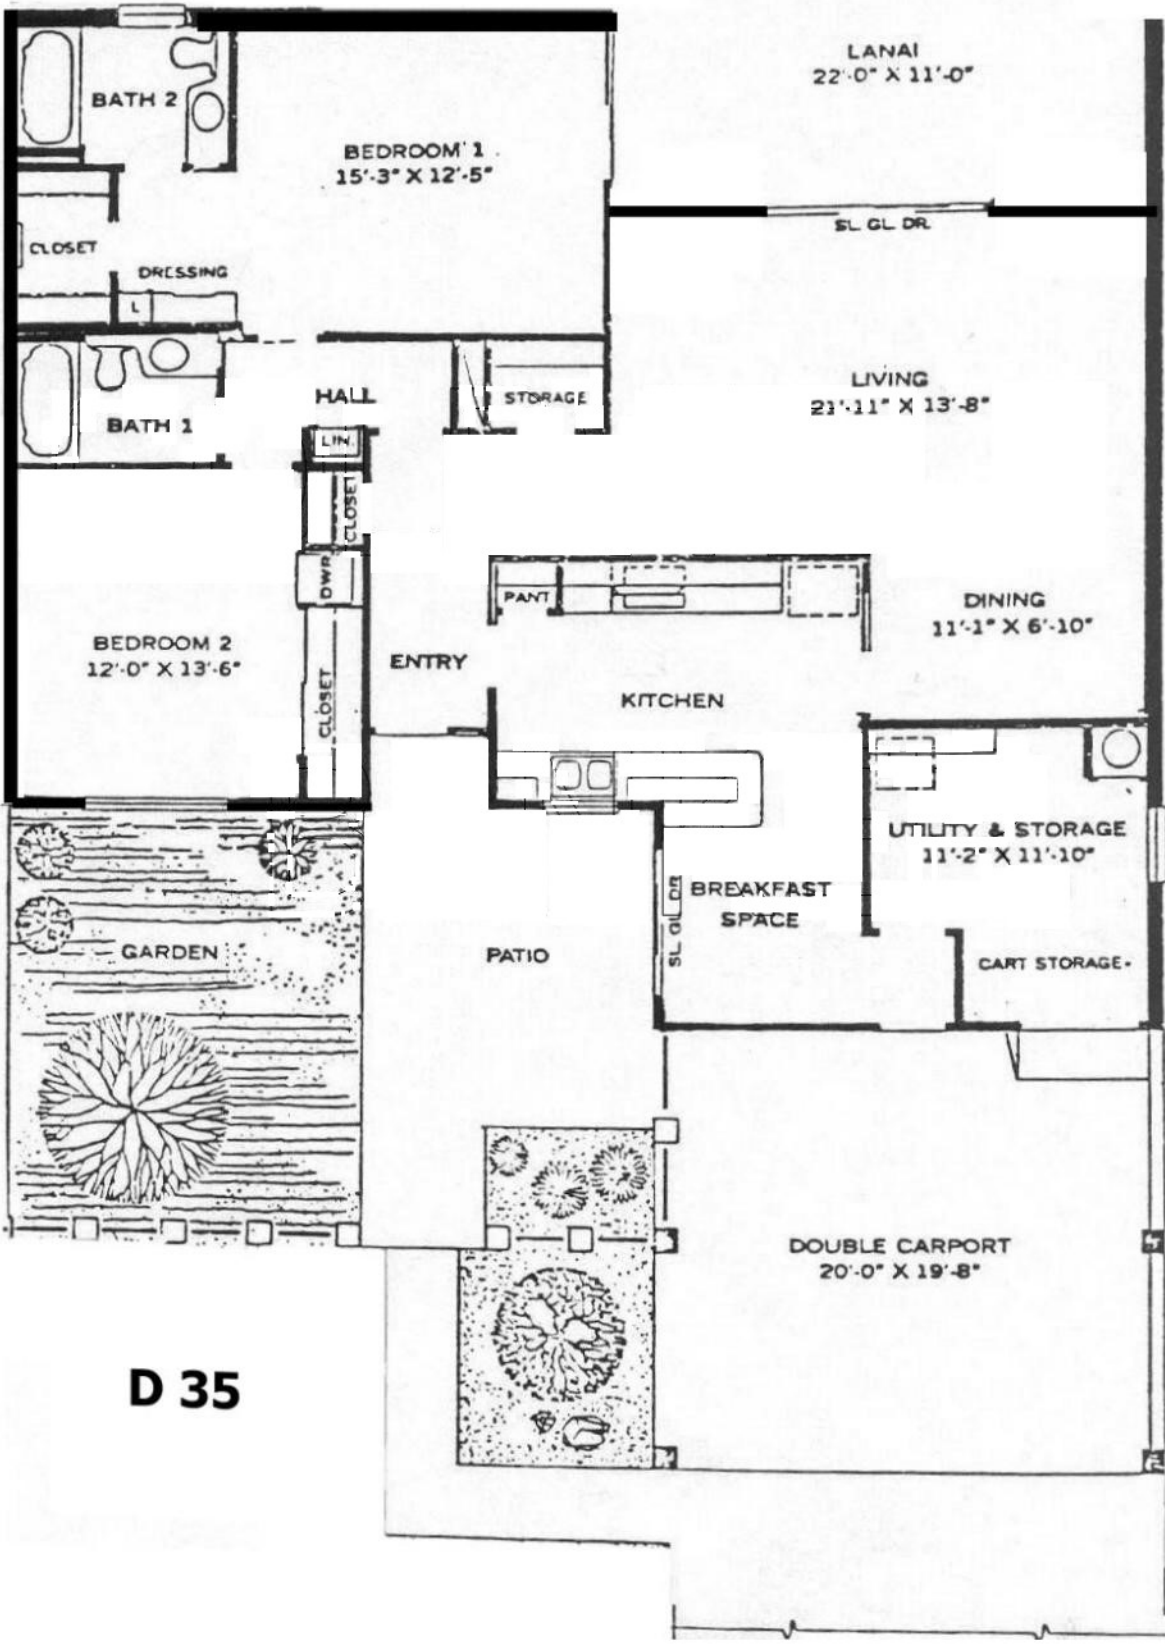 LANAI
22'-0" X 11'-0"
BATH 2
BEDROOM 1
15'-3" X 12'-5"
SL. GL. DR.
CLOSET
DRESSING
L
HALL
STORAGE
LIVING
21'-11" X 13'-8"
BATH 1
LIN.
CLOSET
DWR
PANT
DINING
11'-1" X 6'-10"
BEDROOM 2
12'-0" X 13'-6"
ENTRY
CLOSET
KITCHEN
UTILITY & STORAGE
11'-2" X 11'-10"
BREAKFAST
SPACE
SL. GL. DR
GARDEN
PATIO
CART STORAGE
DOUBLE CARPORT
20'-0" X 19'-8"
D 35